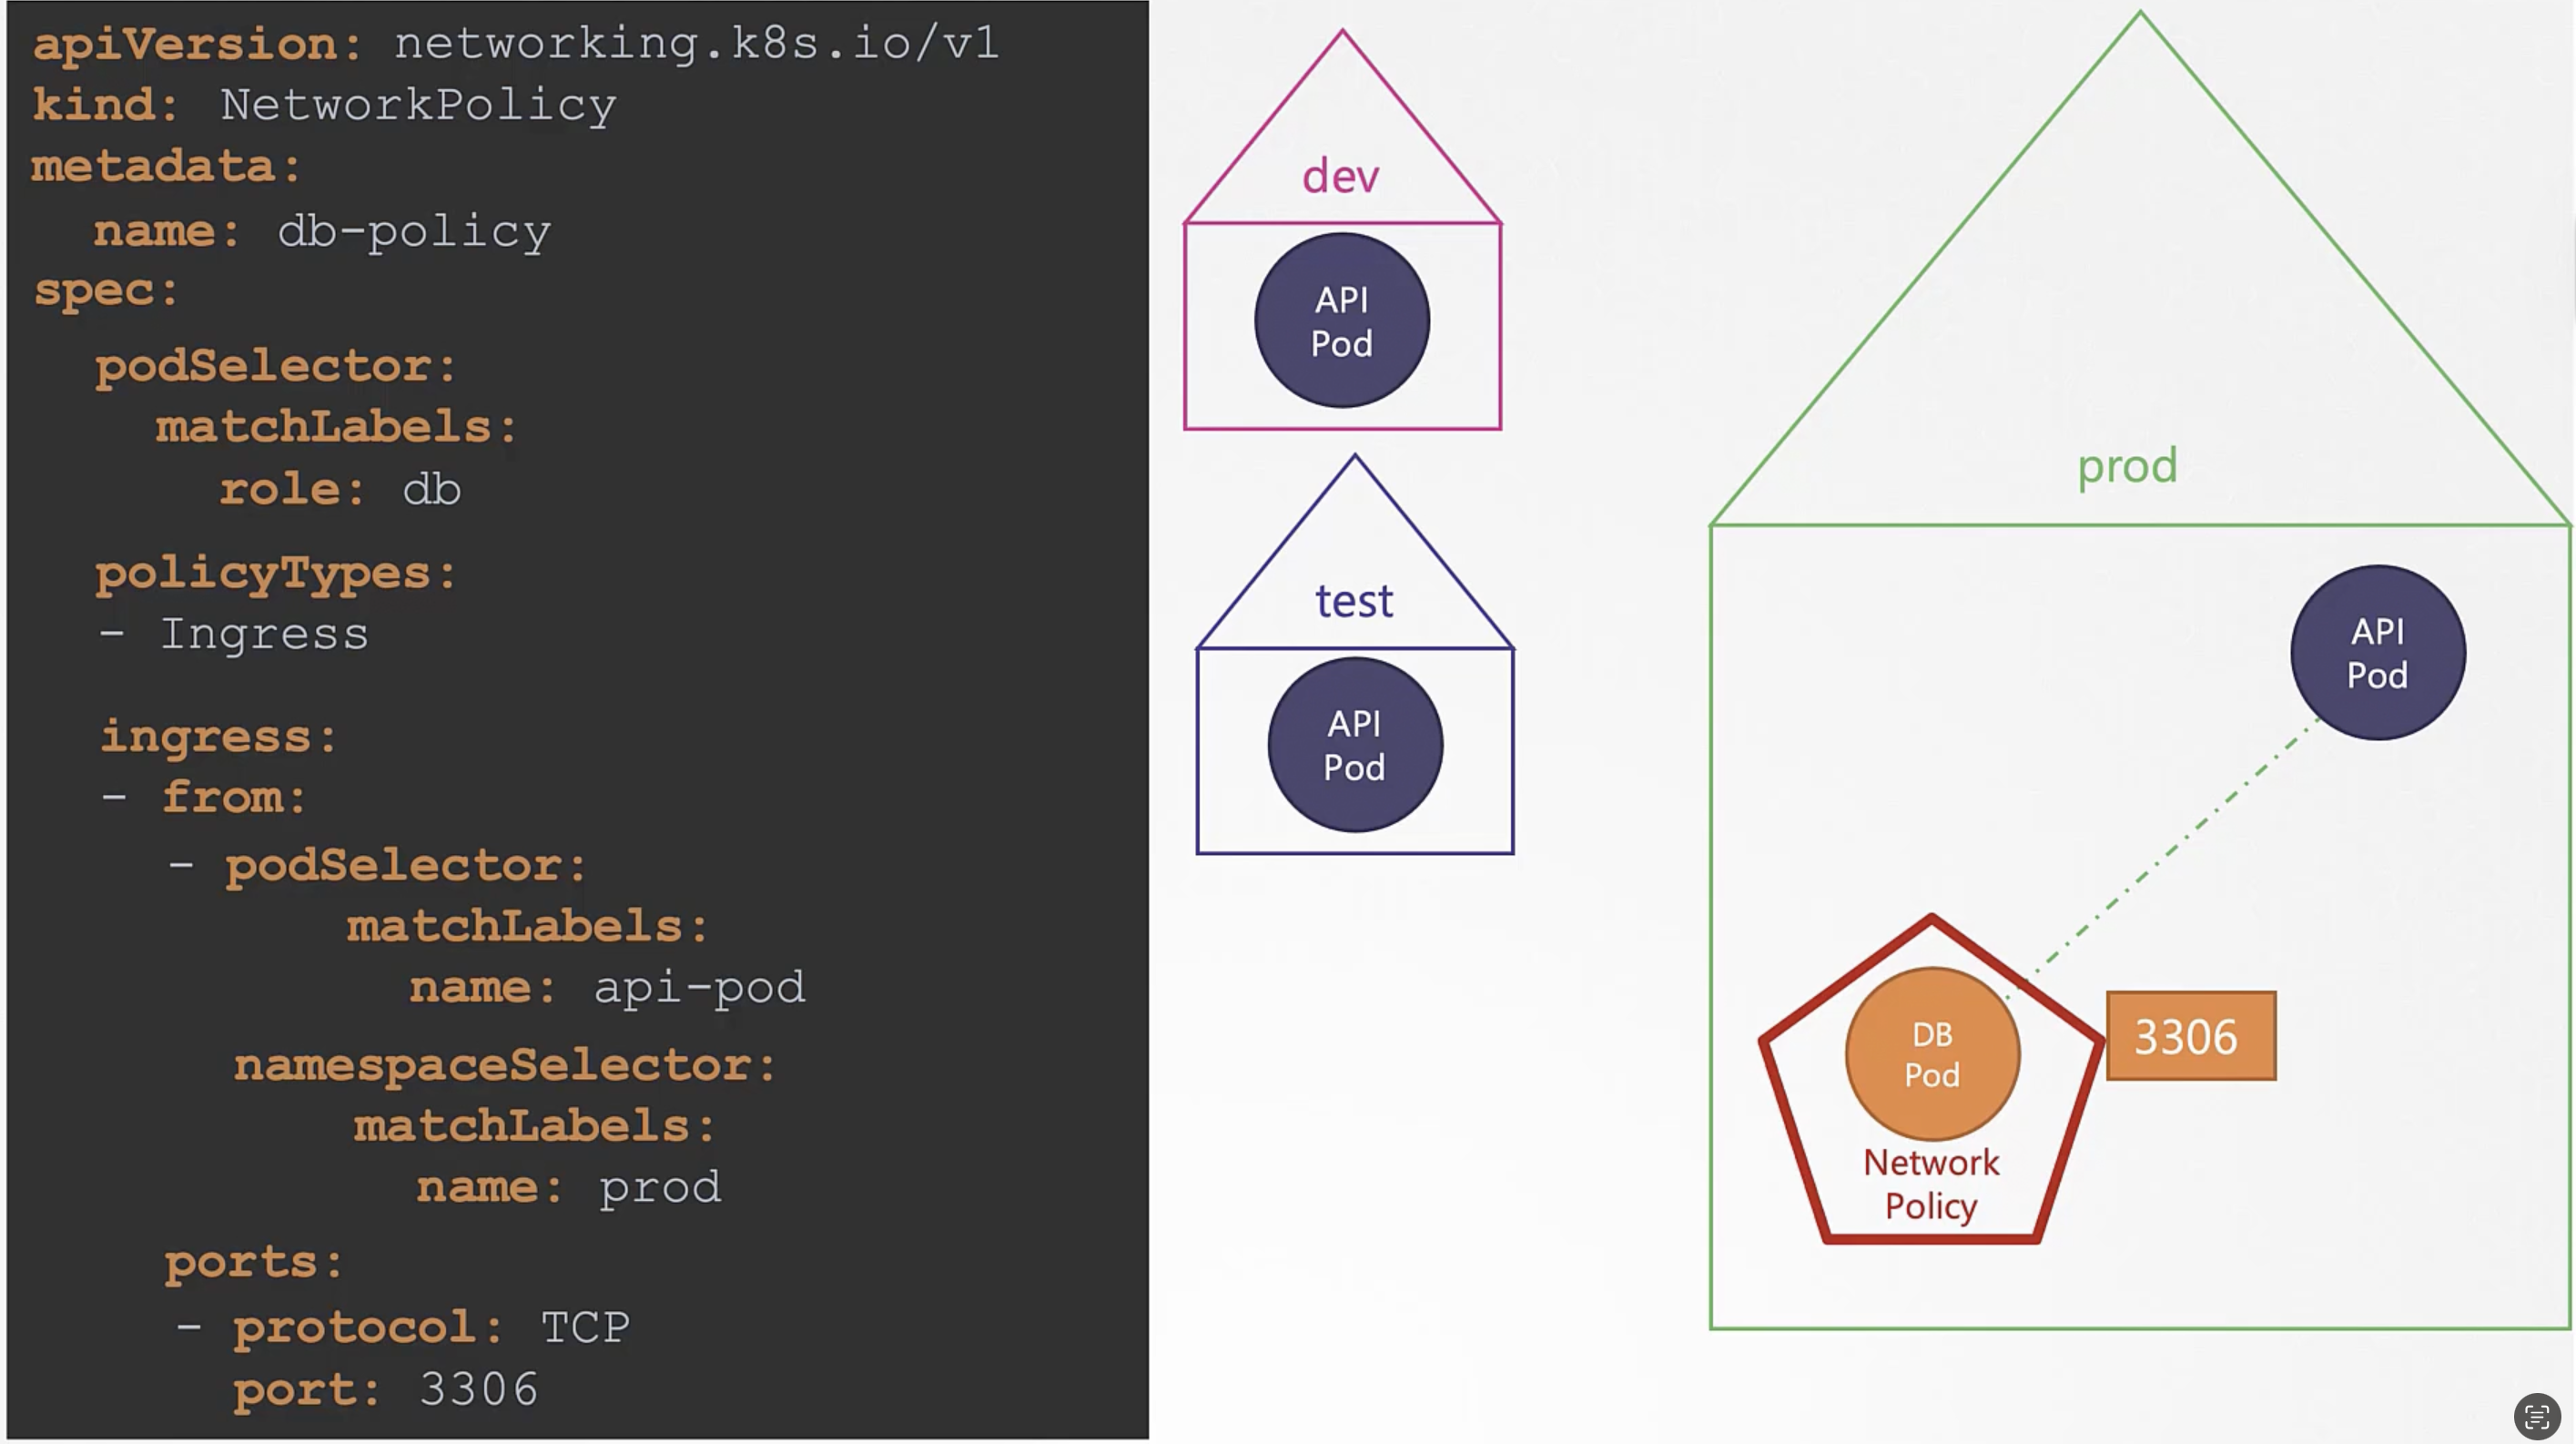 apiVersion: networking.k8s.io/v1
kind: NetworkPolicy
metadata:
  name: db-policy
spec:
  podSelector:
    matchLabels:
      role: db
  policyTypes:
  - Ingress
  ingress:
  - from:
    - podSelector:
          matchLabels:
            name: api-pod
      namespaceSelector:
          matchLabels:
            name: prod
    ports:
    - protocol: TCP
      port: 3306
dev
API
Pod
test
API
Pod
prod
API
Pod
DB
Pod
Network
Policy
3306